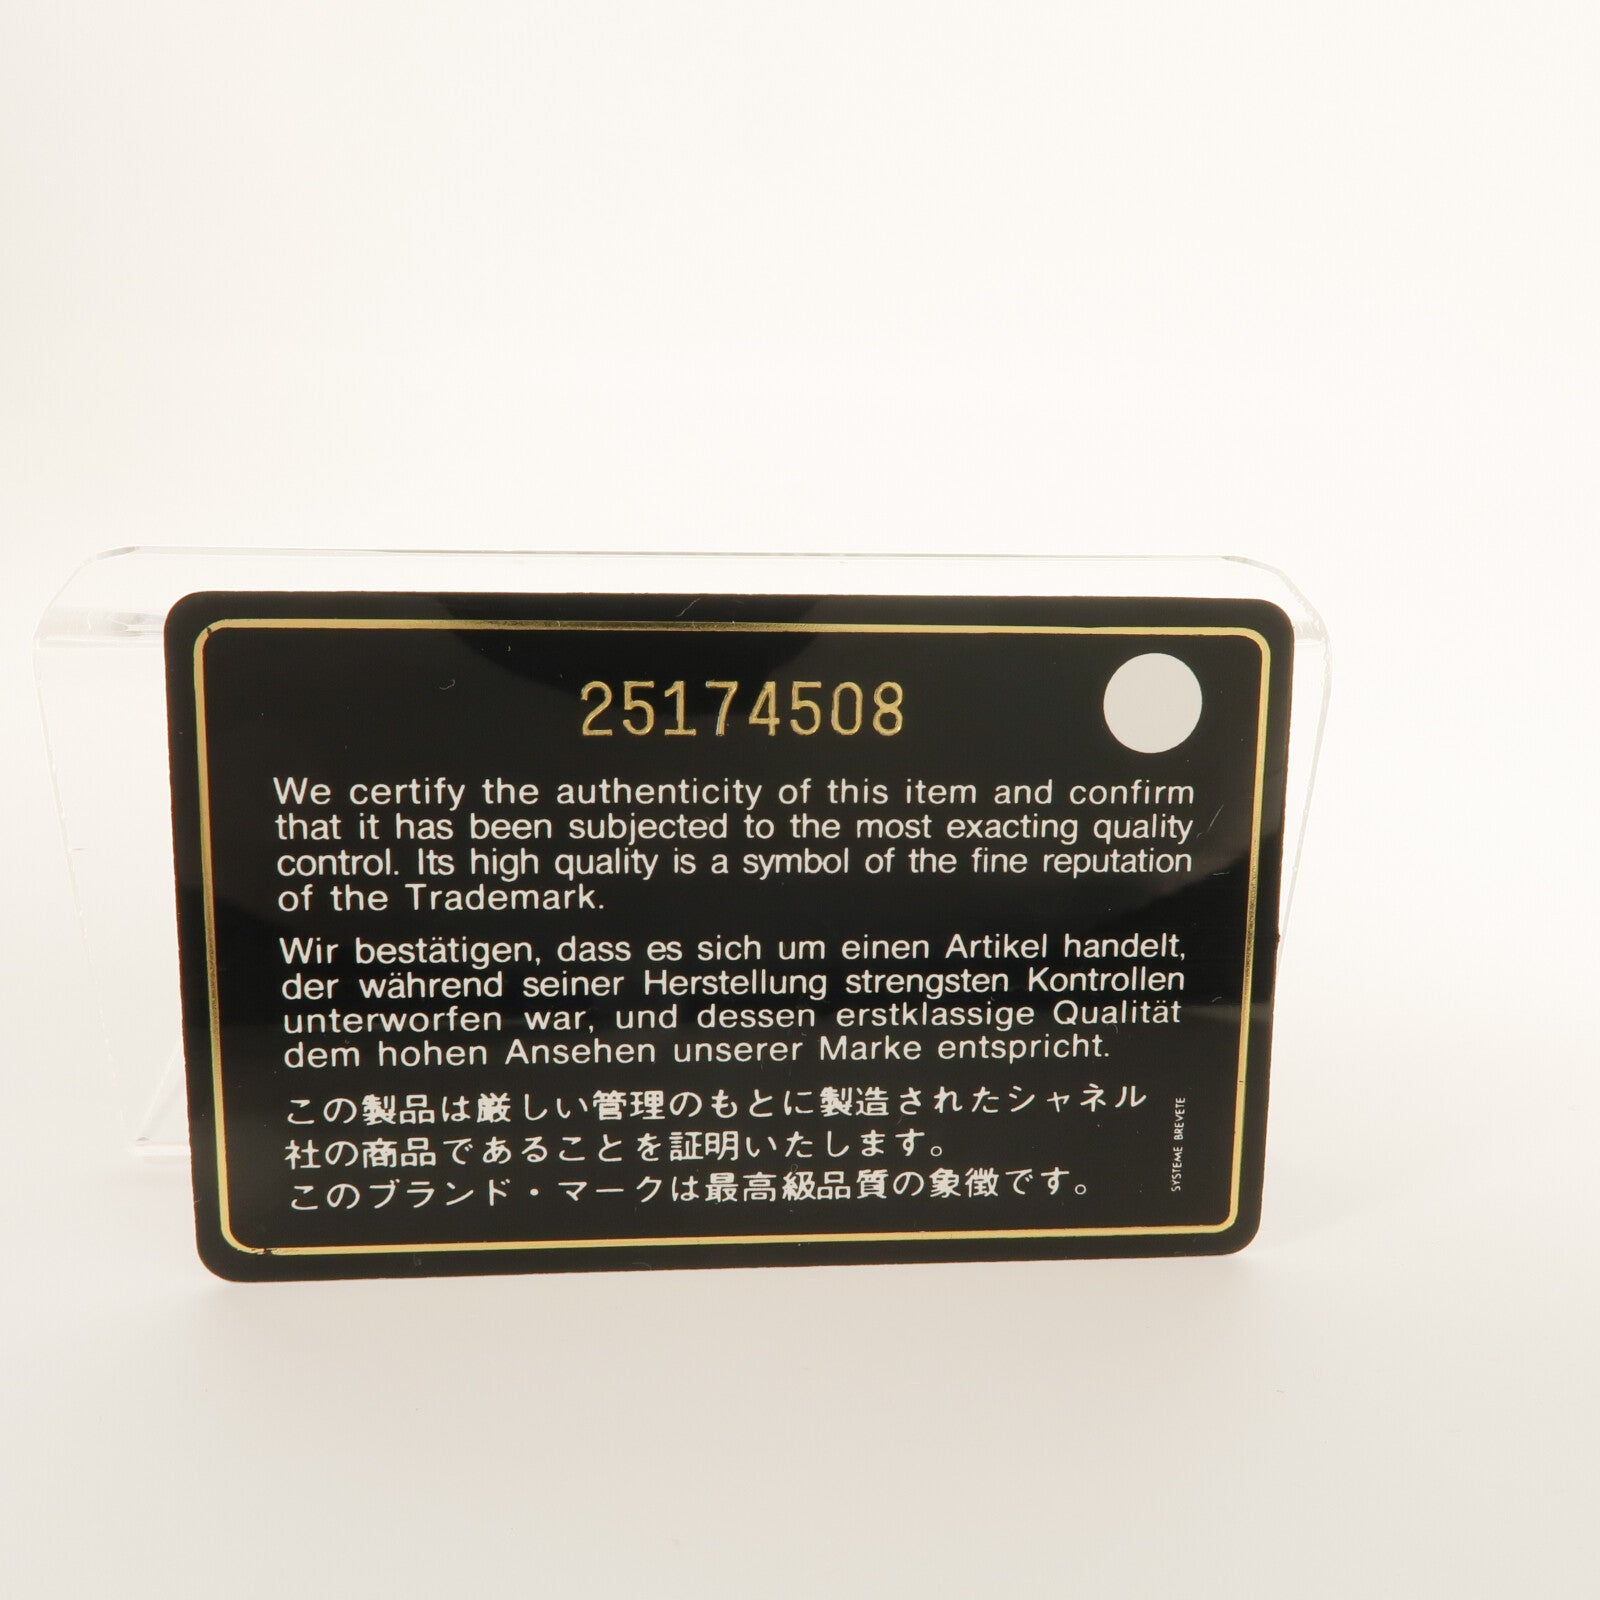 25174508
We certify the authenticity of this item and confirm
that it has been subjected to the most exacting quality
control. Its high quality is a symbol of the fine reputation
of the Trademark.
Wir bestätigen, dass es sich um einen Artikel handelt,
der während seiner Herstellung strengsten Kontrollen
unterworfen war, und dessen erstklassige Qualität
dem hohen Ansehen unserer Marke entspricht.
この製品は厳しい管理のもとに製造されたシャネル
社の商品であることを証明いたします。
このブランド・マークは最高級品質の象徴です。
SYSTEME BREVETE